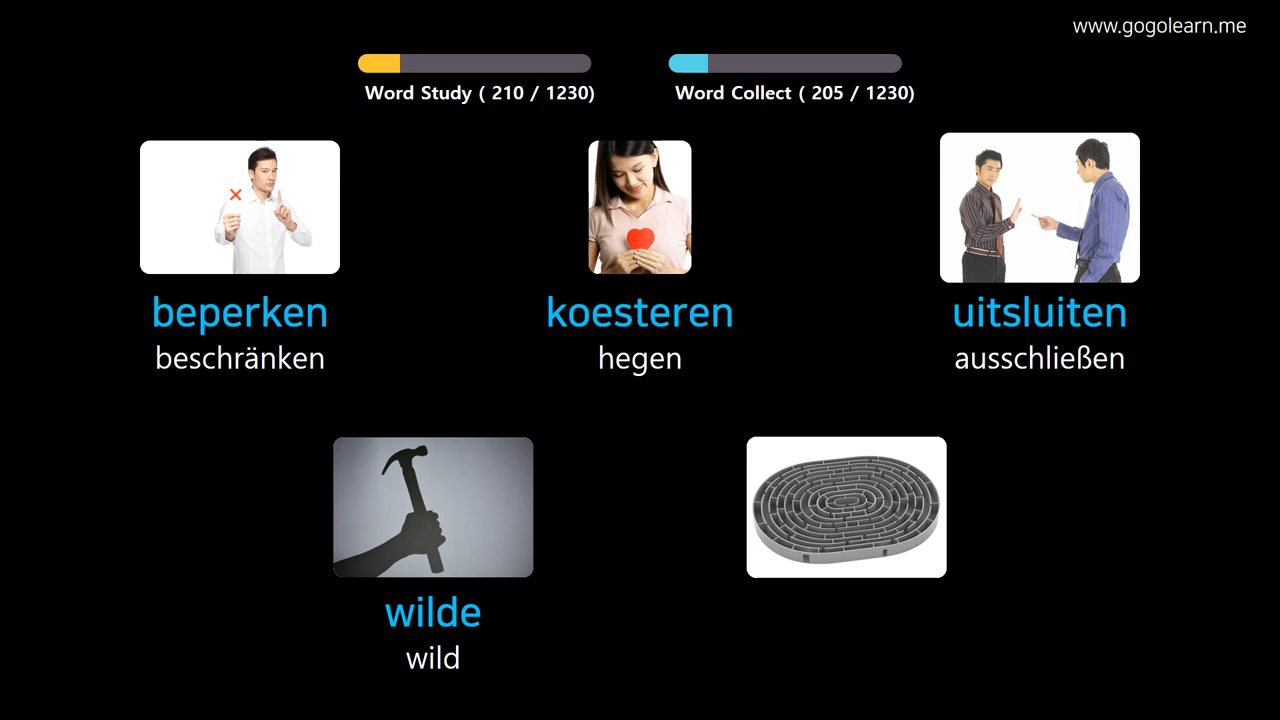 www.gogolearn.me
Word Study ( 210 / 1230)
Word Collect ( 205 / 1230)
beperken
beschränken
koesteren
hegen
uitsluiten
ausschließen
wilde
wild